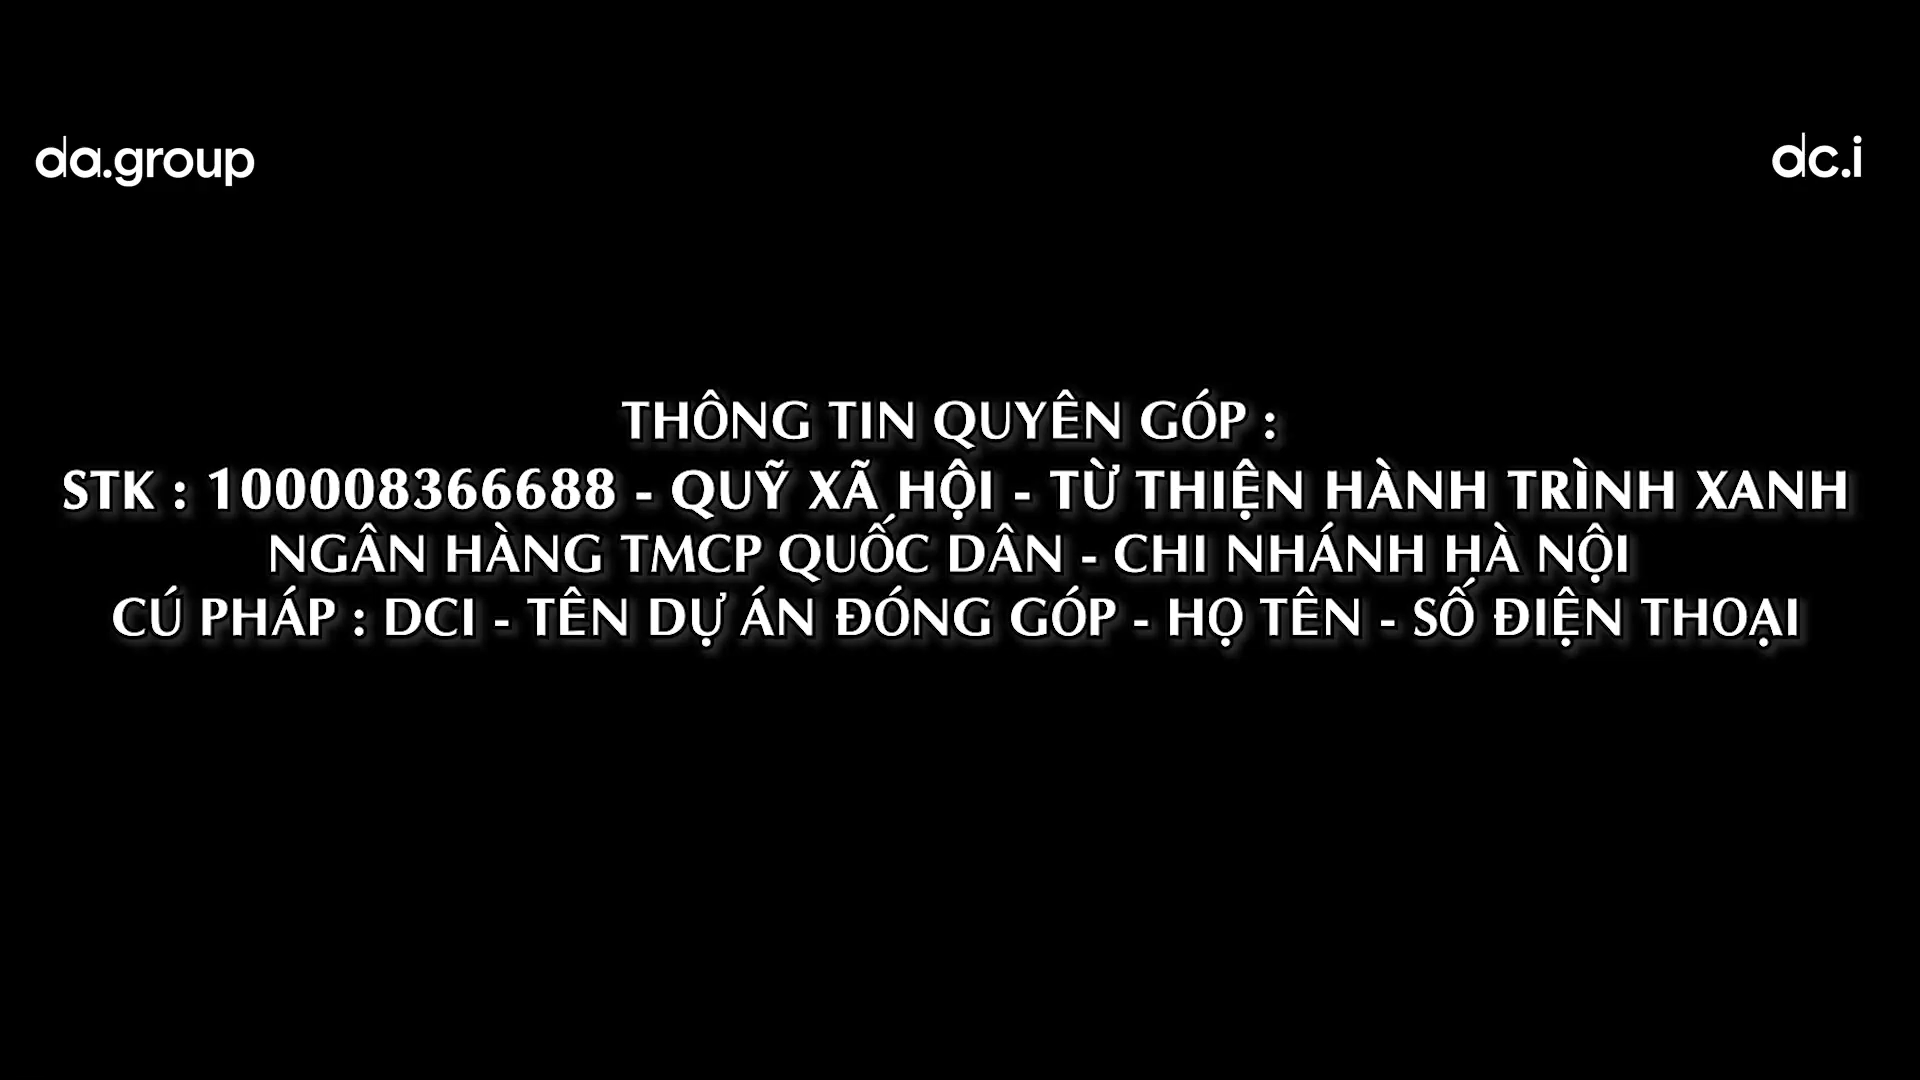 da.group
dc.i
THÔNG TIN QUYÊN GÓP :
STK : 100008366688 - QUỸ XÃ HỘI - TỪ THIỆN HÀNH TRÌNH XANH
NGÂN HÀNG TMCP QUỐC DÂN - CHI NHÁNH HÀ NỘI
CÚ PHÁP : DCI - TÊN DỰ ÁN ĐÓNG GÓP - HỌ TÊN - SỐ ĐIỆN THOẠI